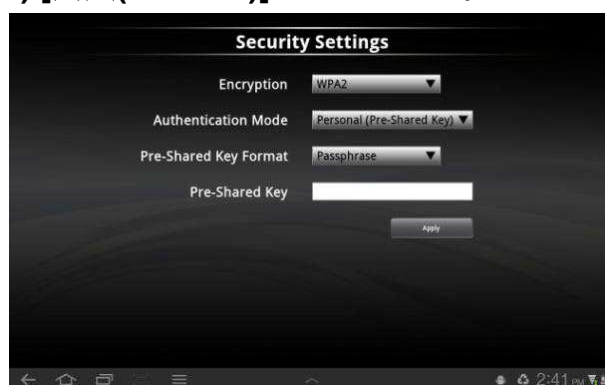 Security Settings
Encryption WPA2
Authentication Mode Personal (Pre-Shared Key)
Pre-Shared Key Format Passphrase
Pre-Shared Key
Apply
2:41 PM